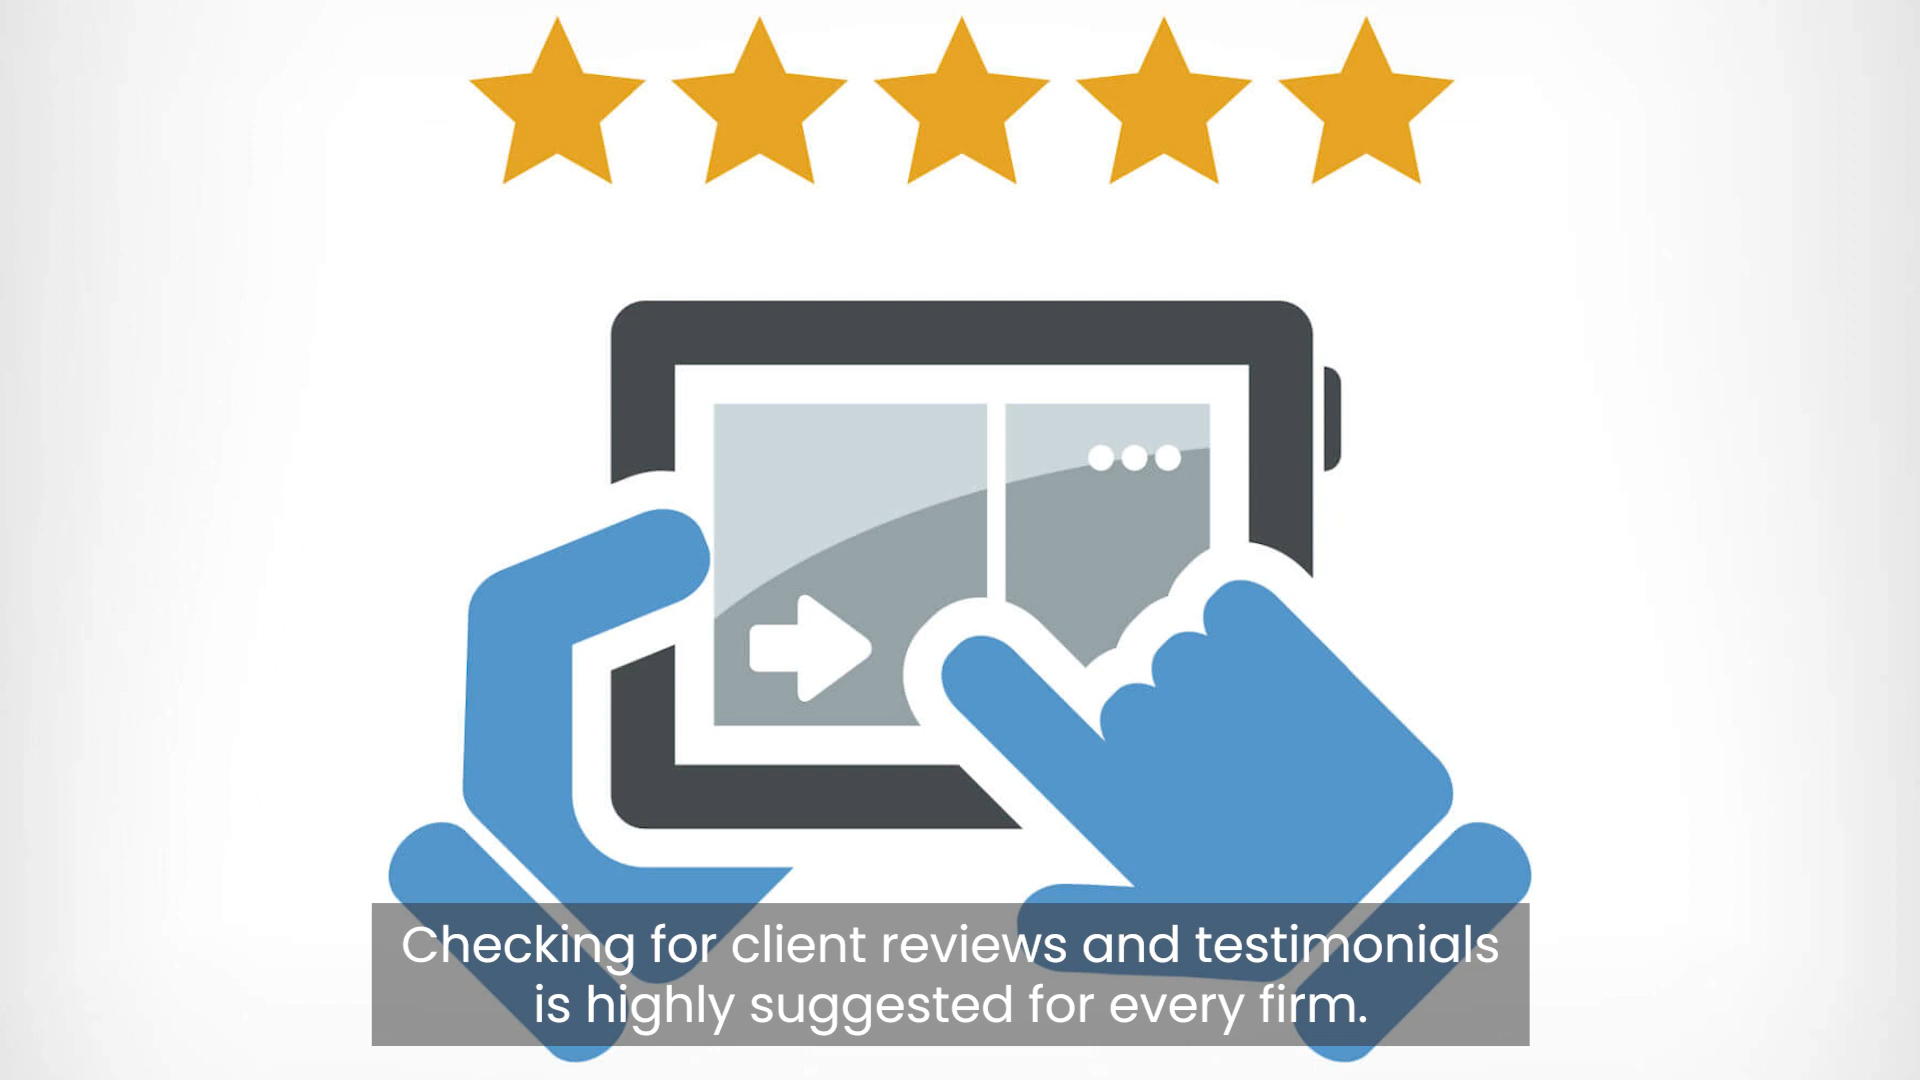 Checking for client reviews and testimonials
is highly suggested for every firm.